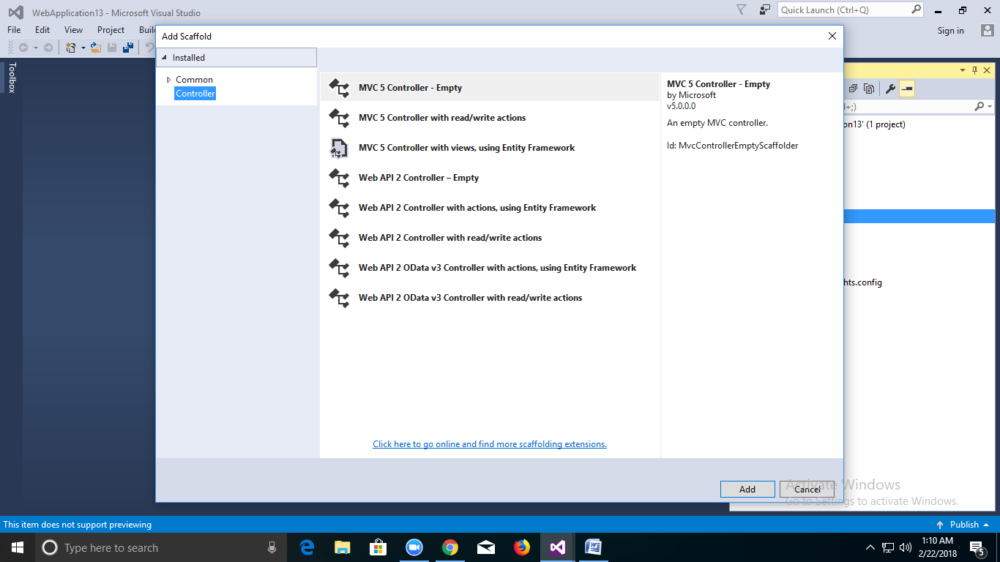 WebApplication13 - Microsoft Visual Studio
Quick Launch (Ctrl+Q)
File Edit View Project
Sign in
Add Scaffold
Toolbox
Installed
Common
Controller
MVC 5 Controller - Empty
MVC 5 Controller with read/write actions
MVC 5 Controller with views, using Entity Framework
Web API 2 Controller – Empty
Web API 2 Controller with actions, using Entity Framework
Web API 2 Controller with read/write actions
Web API 2 OData v3 Controller with actions, using Entity Framework
Web API 2 OData v3 Controller with read/write actions
Click here to go online and find more scaffolding extensions.
MVC 5 Controller - Empty
by Microsoft
v5.0.0.0
An empty MVC controller.
Id: MvcControllerEmptyScaffolder
+;)
on13' (1 project)
hts.config
Add
Cancel
Activate Windows
Go to Settings to activate Windows.
This item does not support previewing
Publish
Type here to search
1:10 AM
2/22/2018
5